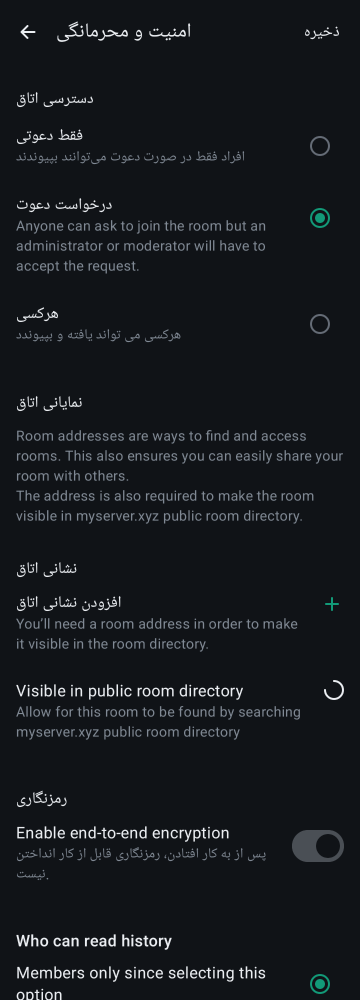 امنیت و محرمانگی
ذخیره
دسترسی اتاق
فقط دعوتی
افراد فقط در صورت دعوت می‌توانند بپیوندند
درخواست دعوت
Anyone can ask to join the room but an
administrator or moderator will have to
accept the request.
هرکسی
هرکسی می تواند یافته و بپیوندد
نمایانی اتاق
Room addresses are ways to find and access
rooms. This also ensures you can easily share your
room with others.
The address is also required to make the room
visible in myserver.xyz public room directory.
نشانی اتاق
افزودن نشانی اتاق
You’ll need a room address in order to make
it visible in the room directory.
Visible in public room directory
Allow for this room to be found by searching
myserver.xyz public room directory
رمزنگاری
Enable end-to-end encryption
پس از به کار افتادن، رمزنگاری قابل از کار انداختن
نیست.
Who can read history
Members only since selecting this
option